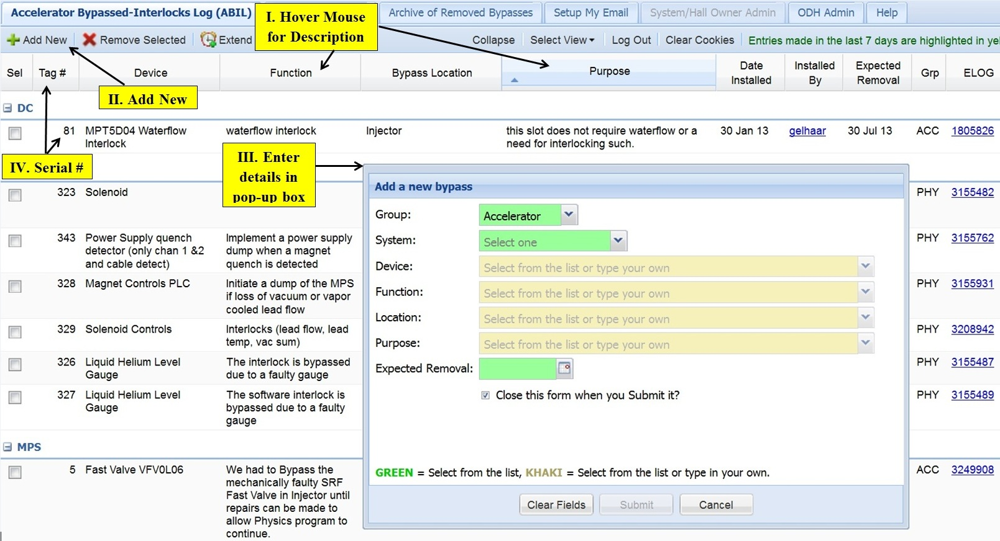 Accelerator Bypassed-Interlocks Log (ABIL)
Archive of Removed Bypasses
Setup My Email
System/Hall Owner Admin
ODH Admin
Help
I. Hover Mouse
for Description
Add New
Remove Selected
Extend
Collapse
Select View
Log Out
Clear Cookies
Entries made in the last 7 days are highlighted in yel
Sel
Tag #
Device
Function
Bypass Location
Purpose
Date
Installed
Installed
By
Expected
Removal
Grp
ELOG
II. Add New
DC
81
MPT5D04 Waterflow
Interlock
waterflow interlock
Injector
this slot does not require waterflow or a
need for interlocking such.
30 Jan 13
gelhaar
30 Jul 13
ACC
1805826
IV. Serial #
III. Enter
details in
pop-up box
323
Solenoid
PHY
3155482
343
Power Supply quench
detector (only chan 1 &2
and cable detect)
Implement a power supply
dump when a magnet
quench is detected
PHY
3155762
328
Magnet Controls PLC
Initiate a dump of the MPS
if loss of vacuum or vapor
cooled lead flow
PHY
3155931
329
Solenoid Controls
Interlocks (lead flow, lead
temp, vac sum)
PHY
3208942
326
Liquid Helium Level
Gauge
The interlock is bypassed
due to a faulty gauge
PHY
3155487
327
Liquid Helium Level
Gauge
The software interlock is
bypassed due to a faulty
gauge
PHY
3155489
MPS
5
Fast Valve VFV0L06
We had to Bypass the
mechanically faulty SRF
Fast Valve in Injector until
repairs can be made to
allow Physics program to
continue.
ACC
3249908
Add a new bypass
Group:
Accelerator
System:
Select one
Device:
Select from the list or type your own
Function:
Select from the list or type your own
Location:
Select from the list or type your own
Purpose:
Select from the list or type your own
Expected Removal:
Close this form when you Submit it?
GREEN = Select from the list, KHAKI = Select from the list or type in your own.
Clear Fields
Submit
Cancel